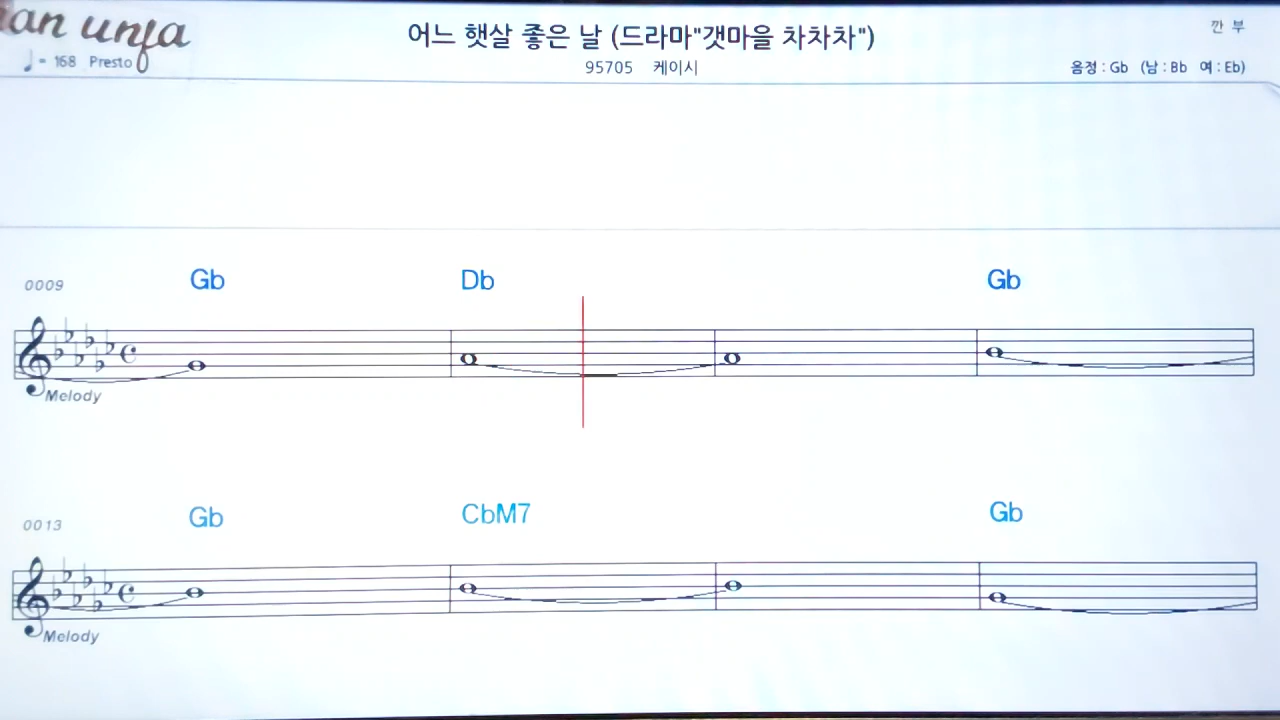 an unja
어느 햇살 좋은 날 (드라마"갯마을 차차차")
깐 부
♩= 168 Presto
95705 케이시
음정 : Gb (남 : Bb 여 : Eb)
0009 Gb Db Gb
Melody
0013 Gb CbM7 Gb
Melody